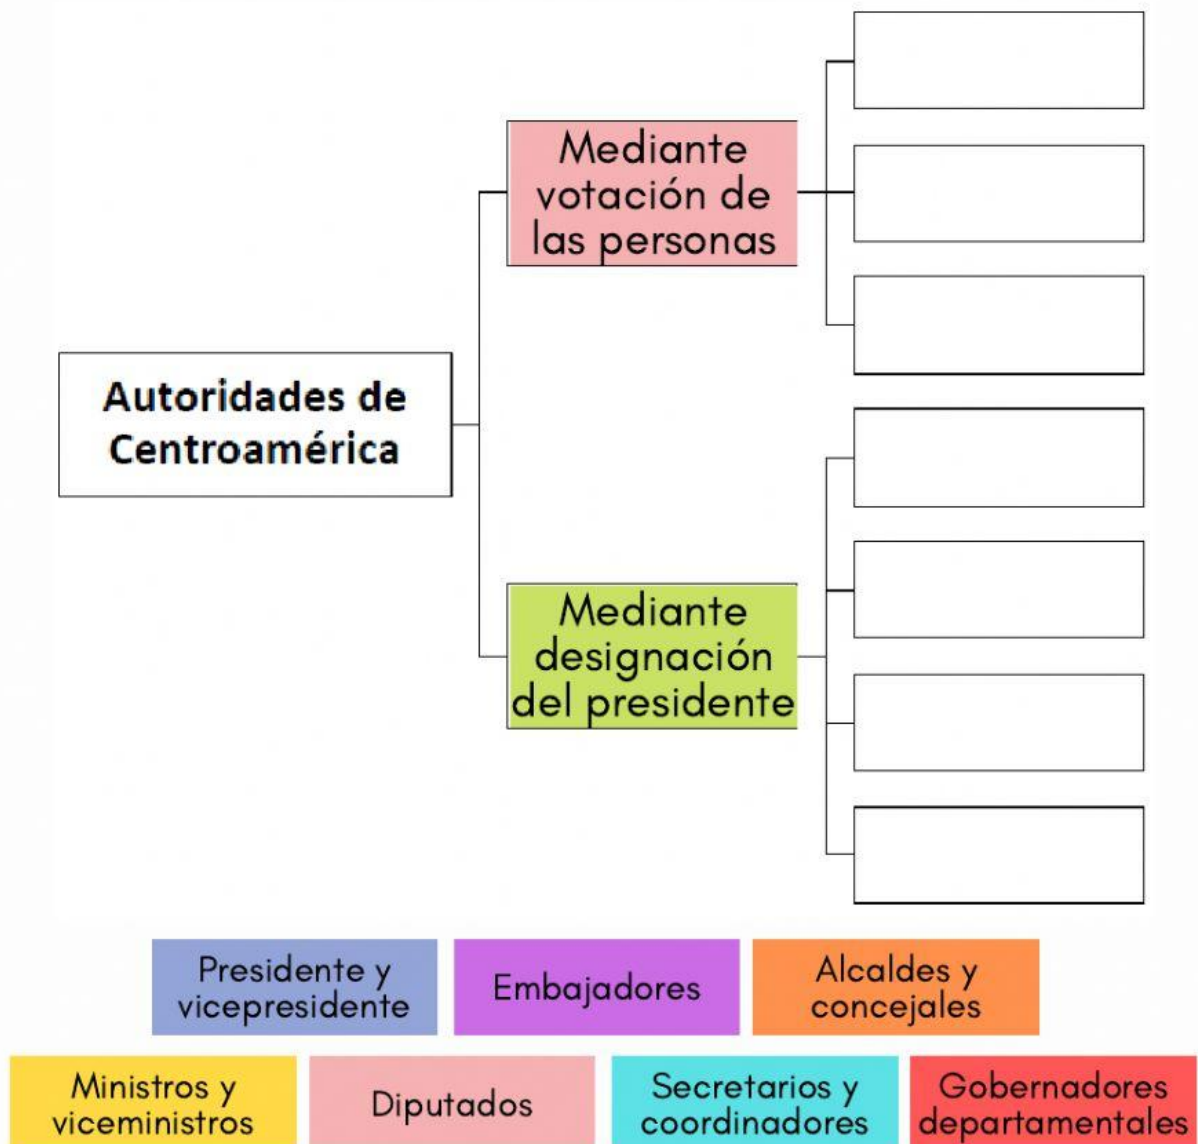 Mediante
votación de
las personas
Autoridades de
Centroamérica
Mediante
designación
del presidente
Presidente y
vicepresidente
Embajadores
Alcaldes y
concejales
Ministros y
viceministros
Diputados
Secretarios y
coordinadores
Gobernadores
departamentales